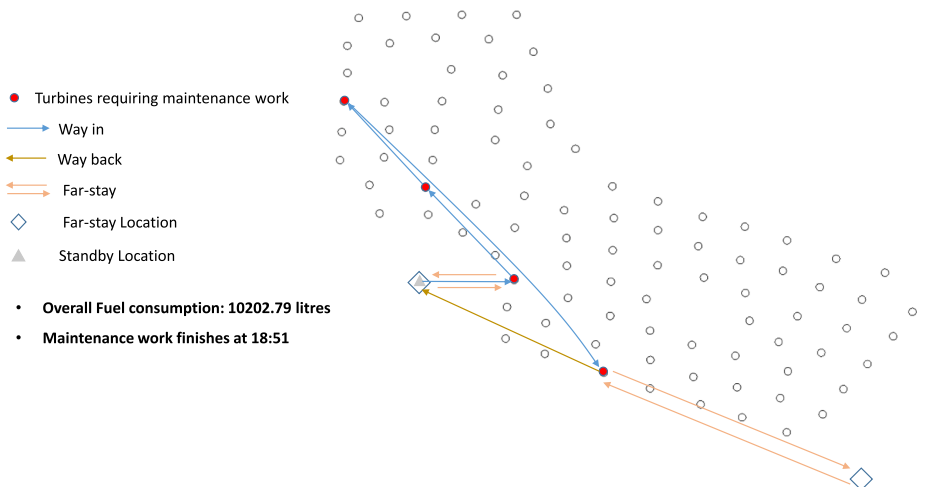 Turbines requiring maintenance work
Way in
Way back
Far-stay
Far-stay Location
Standby Location
• Overall Fuel consumption: 10202.79 litres
• Maintenance work finishes at 18:51